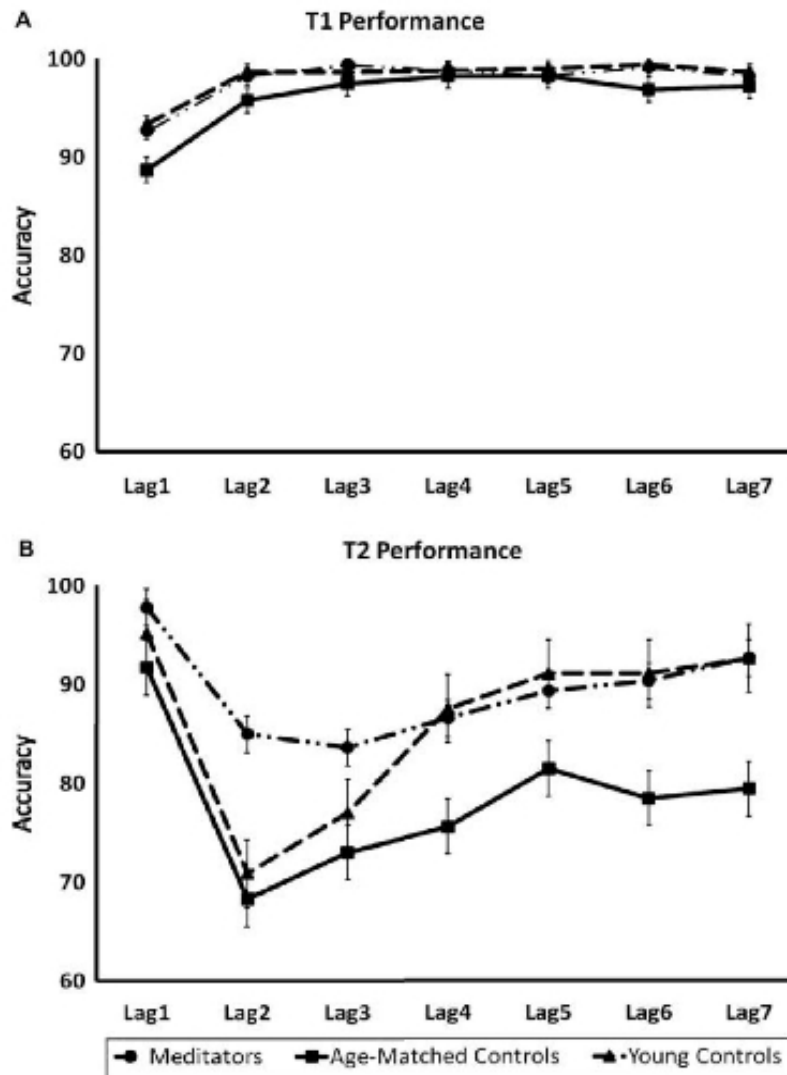 A
T1 Performance
100
90
80
70
60
Accuracy
Lag1 Lag2 Lag3 Lag4 Lag5 Lag6 Lag7
B
T2 Performance
100
90
80
70
60
Accuracy
Lag1 Lag2 Lag3 Lag4 Lag5 Lag6 Lag7
Meditators Age-Matched Controls Young Controls